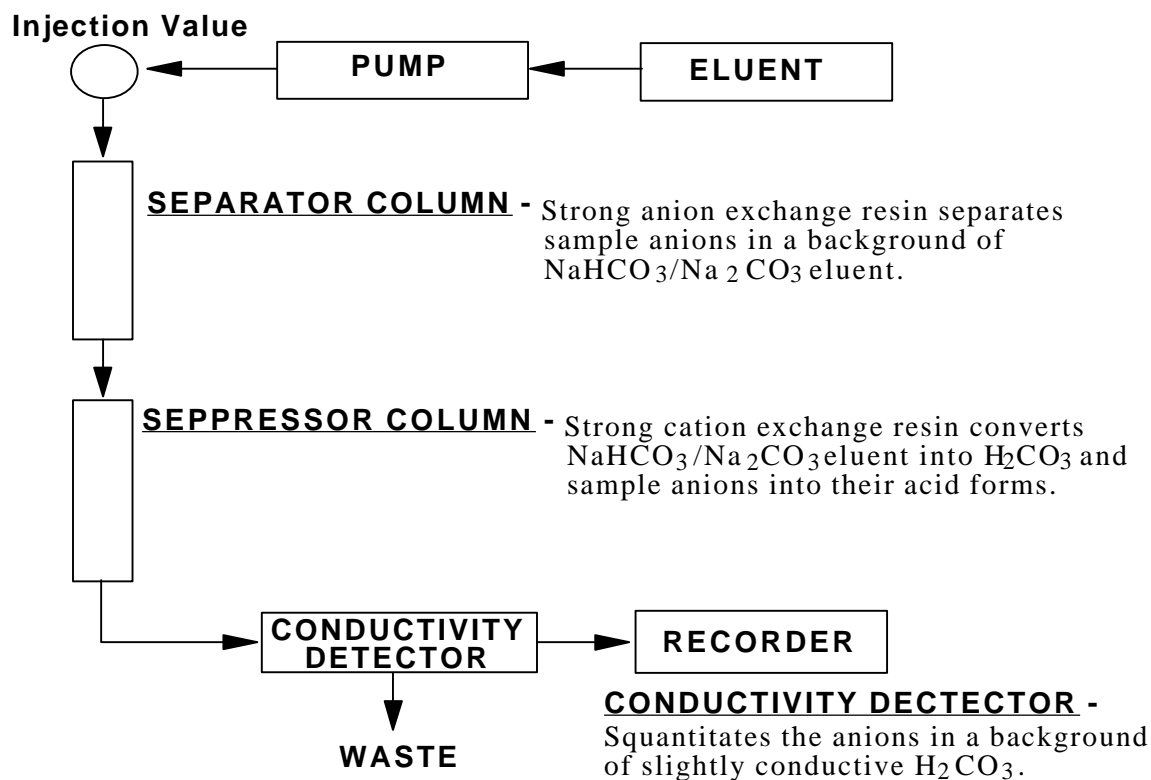 Injection Value
PUMP
ELUENT
SEPARATOR COLUMN - Strong anion exchange resin separates
sample anions in a background of
NaHCO3/Na2CO3 eluent.
SEPPRESSOR COLUMN - Strong cation exchange resin converts
NaHCO3/Na2CO3 eluent into H2CO3 and
sample anions into their acid forms.
CONDUCTIVITY
DETECTOR
RECORDER
CONDUCTIVITY DECTECTOR -
Squantitates the anions in a background
of slightly conductive H2CO3.
WASTE